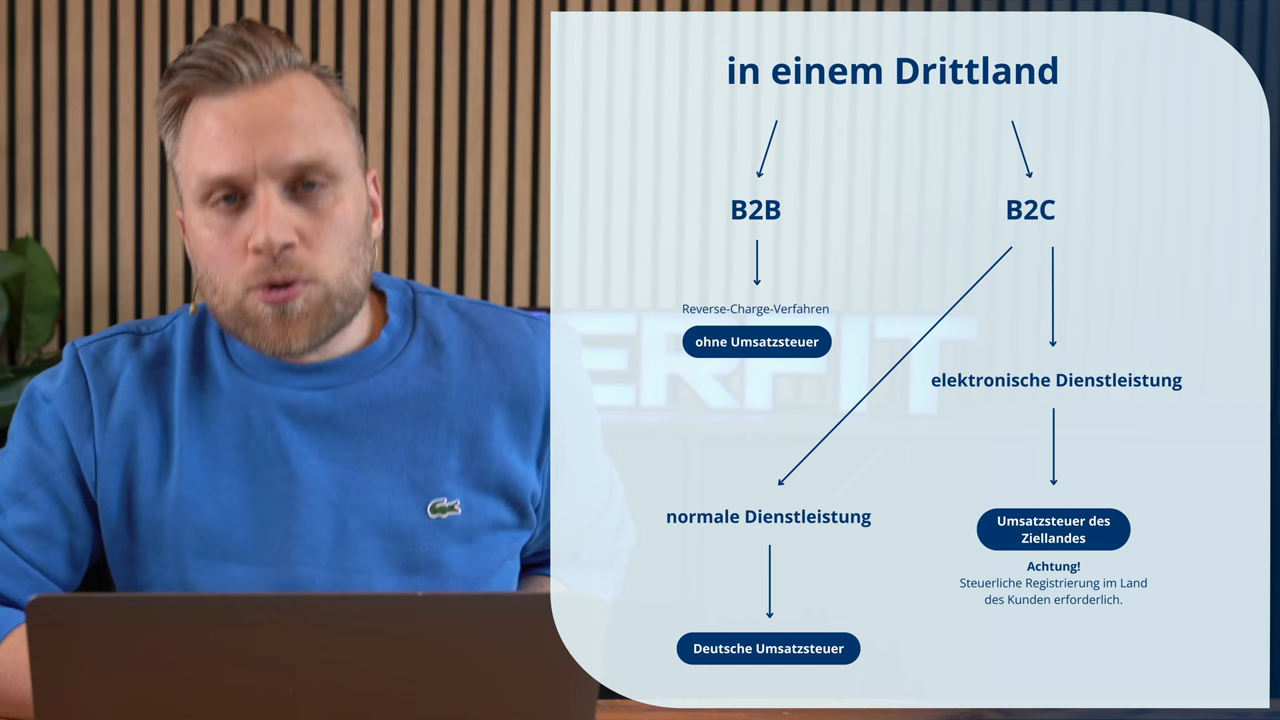 in einem Drittland
B2B
B2C
Reverse-Charge-Verfahren
ohne Umsatzsteuer
elektronische Dienstleistung
normale Dienstleistung
Umsatzsteuer des
Ziellandes
Achtung!
Steuerliche Registrierung im Land
des Kunden erforderlich.
Deutsche Umsatzsteuer
ERFIT